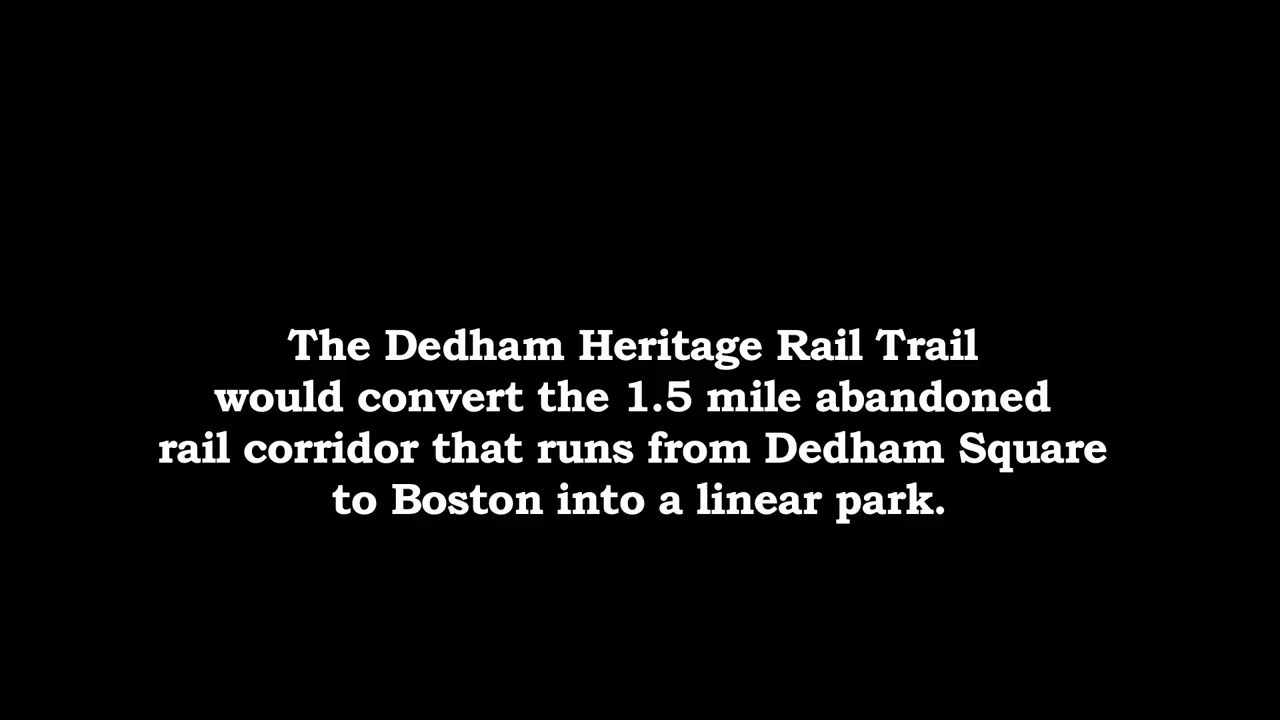 The Dedham Heritage Rail Trail
would convert the 1.5 mile abandoned
rail corridor that runs from Dedham Square
to Boston into a linear park.